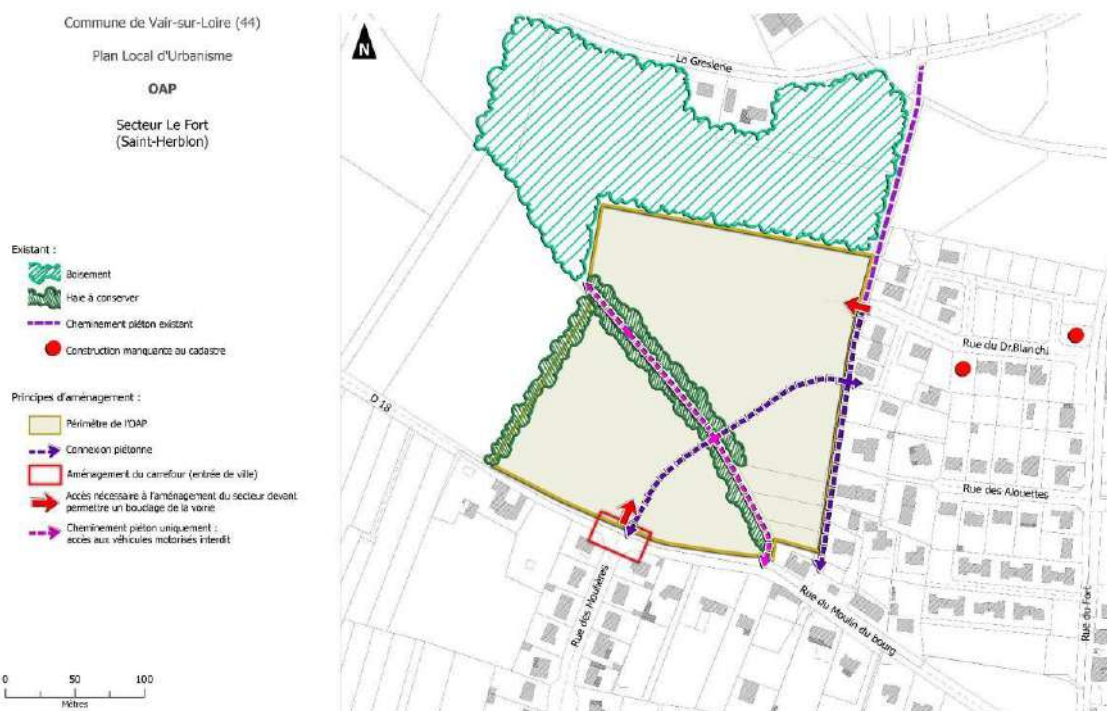 Commune de Vair-sur-Loire (44)
Plan Local d'Urbanisme
OAP
Secteur Le Fort
(Saint-Herblon)
Existant :
Boisement
Haie à conserver
Cheminement piéton existant
Construction manquante au cadastre
Principes d'aménagement :
Périmètre de l'OAP
Connexion piétonne
Aménagement du carrefour (entrée de ville)
Accès nécessaire à l'aménagement du secteur devant
permettre un bouclage de la voirie
Cheminement piéton uniquement :
accès aux véhicules motorisés interdit
0 50 100
Mètres
N
La Greslerie
D 18
Rue du Dr.Blanchi
Rue des Alouettes
Rue du Fort
Rue du Moulin du bourg
Rue des Moulières